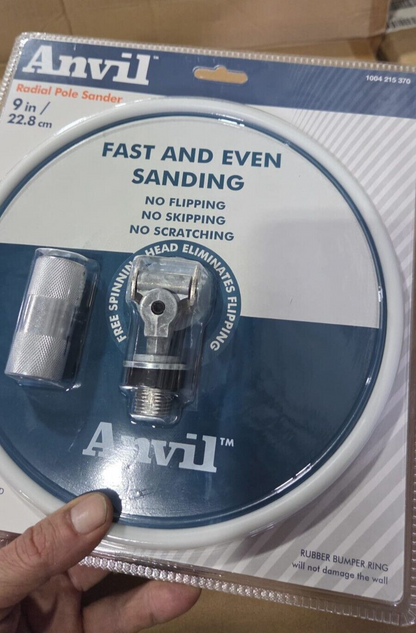 Anvil™
1004 215 370
Radial Pole Sander
9 in /
22.8 cm
FAST AND EVEN
SANDING
NO FLIPPING
NO SKIPPING
NO SCRATCHING
FREE SPINNING HEAD ELIMINATES FLIPPING
Anvil™
RUBBER BUMPER RING
will not damage the wall